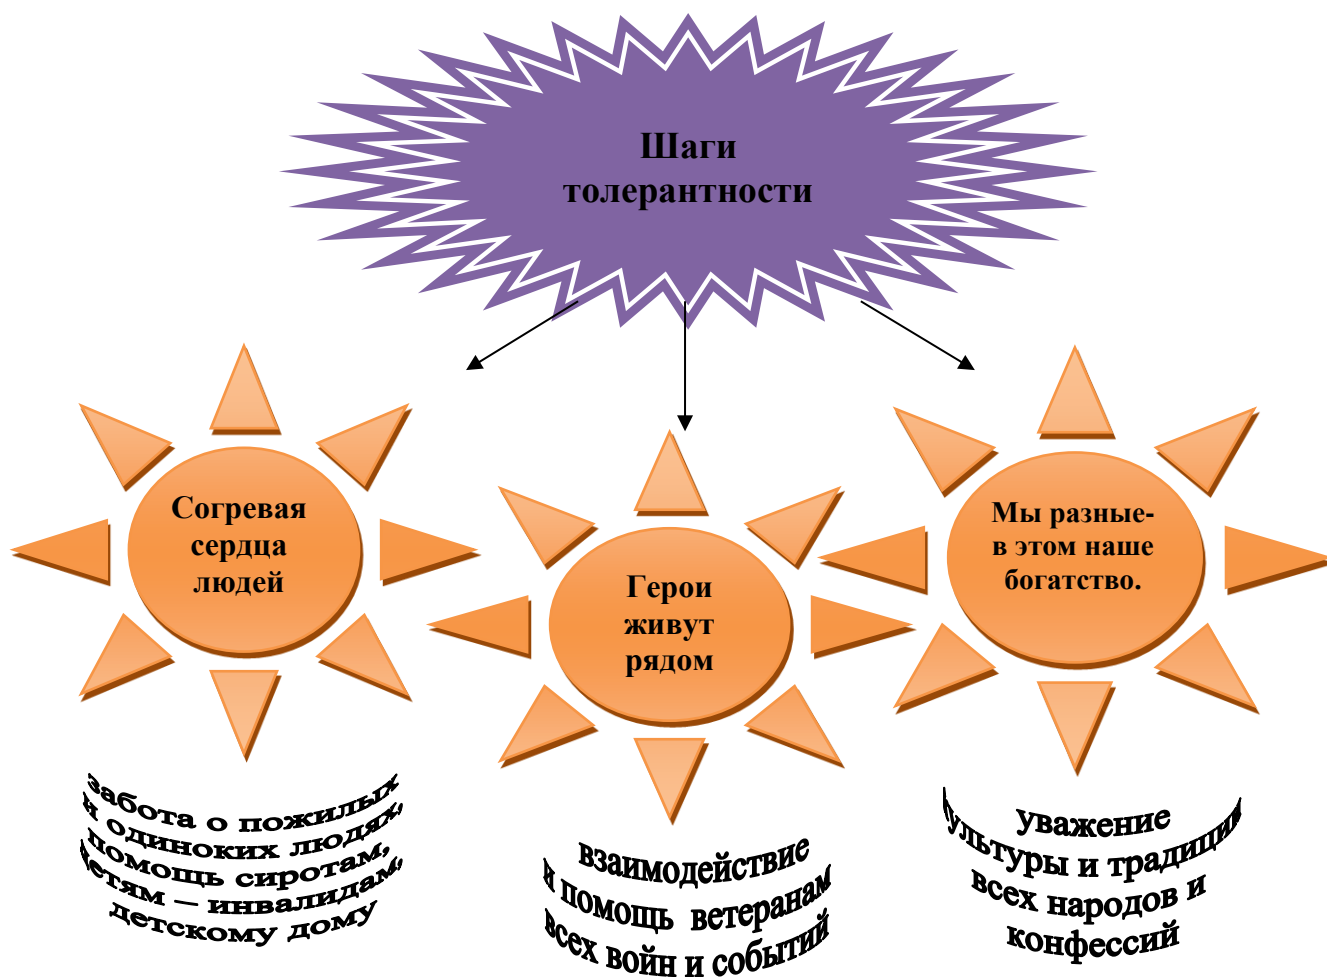 Шаги
толерантности
Согревая
сердца
людей
Герои
живут
рядом
Мы разные-
в этом наше
богатство.
забота о пожилых
и одиноких людях,
помощь сиротам,
детям – инвалидам,
детскому дому
взаимодействие
и помощь ветеранам
всех войн и событий
уважение
культуры и традиции
всех народов и
конфессий